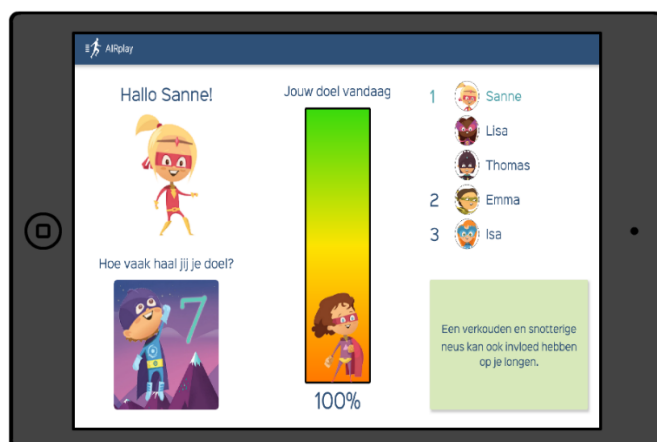 AIRplay
Hallo Sanne!
Hoe vaak haal jij je doel?
7
Jouw doel vandaag
100%
1 Sanne
Lisa
Thomas
2 Emma
3 Isa
Een verkouden en snotterige
neus kan ook invloed hebben
op je longen.